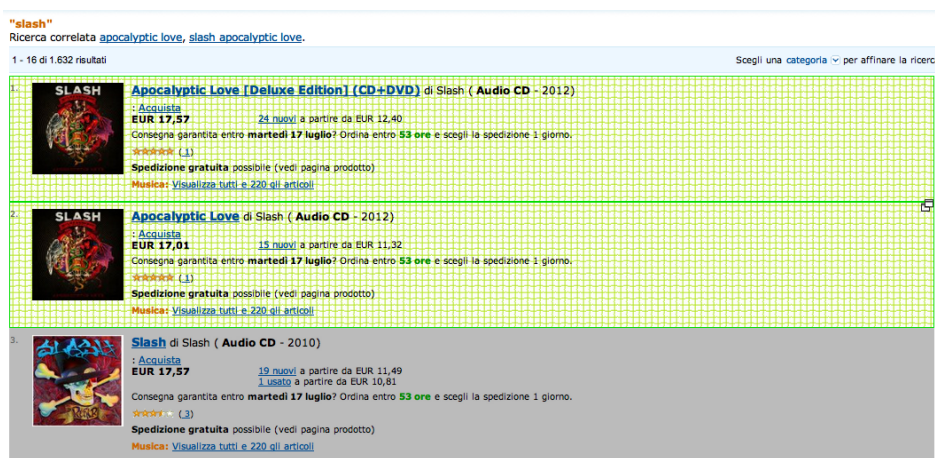 "slash"
Ricerca correlata apocalyptic love, slash apocalyptic love.
1 - 16 di 1.632 risultati
Scegli una categoria per affinare la ricerc
1.
SLASH
Apocalyptic Love [Deluxe Edition] (CD+DVD) di Slash ( Audio CD - 2012)
: Acquista
EUR 17,57 24 nuovi a partire da EUR 12,40
Consegna garantita entro martedì 17 luglio? Ordina entro 53 ore e scegli la spedizione 1 giorno.
(1)
Spedizione gratuita possibile (vedi pagina prodotto)
Musica: Visualizza tutti e 220 gli articoli
2.
SLASH
Apocalyptic Love di Slash ( Audio CD - 2012)
: Acquista
EUR 17,01 15 nuovi a partire da EUR 11,32
Consegna garantita entro martedì 17 luglio? Ordina entro 53 ore e scegli la spedizione 1 giorno.
(1)
Spedizione gratuita possibile (vedi pagina prodotto)
Musica: Visualizza tutti e 220 gli articoli
3.
SLASH
Slash di Slash ( Audio CD - 2010)
: Acquista
EUR 17,57 19 nuovi a partire da EUR 11,49
1 usato a partire da EUR 10,81
Consegna garantita entro martedì 17 luglio? Ordina entro 53 ore e scegli la spedizione 1 giorno.
(3)
Spedizione gratuita possibile (vedi pagina prodotto)
Musica: Visualizza tutti e 220 gli articoli